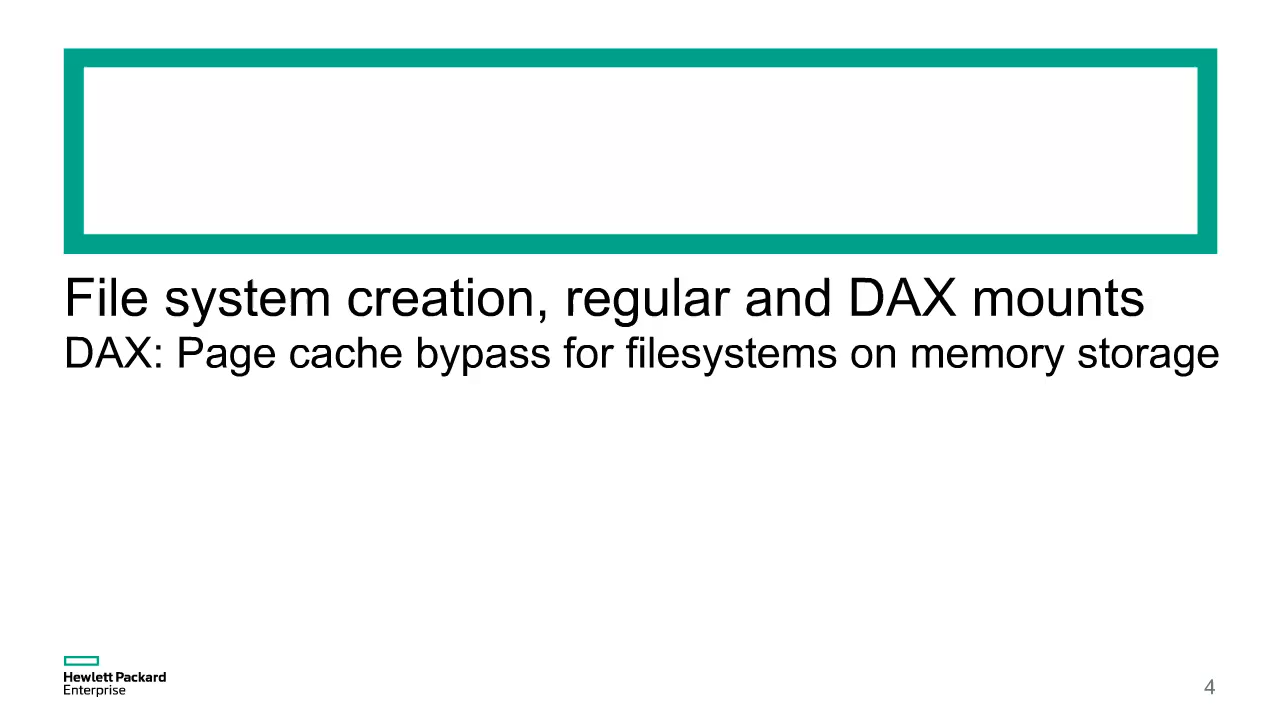 File system creation, regular and DAX mounts
DAX: Page cache bypass for filesystems on memory storage
Hewlett Packard
Enterprise
4